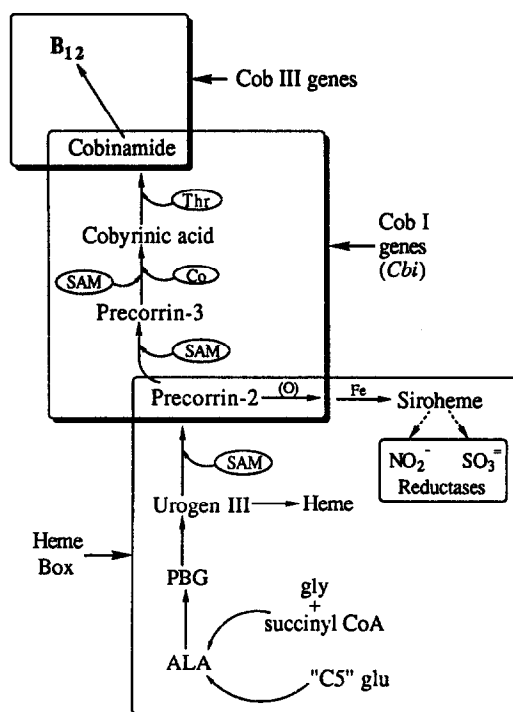 B12
Cob III genes
Cobinamide
Thr
Cobyrinic acid
Cob I
genes
(Cbi)
SAM
Co
Precorrin-3
SAM
Precorrin-2
(O)
Fe
Siroheme
NO2- SO3=
Reductases
SAM
Urogen III
Heme
Heme
Box
PBG
gly
+
succinyl CoA
ALA
"C5" glu